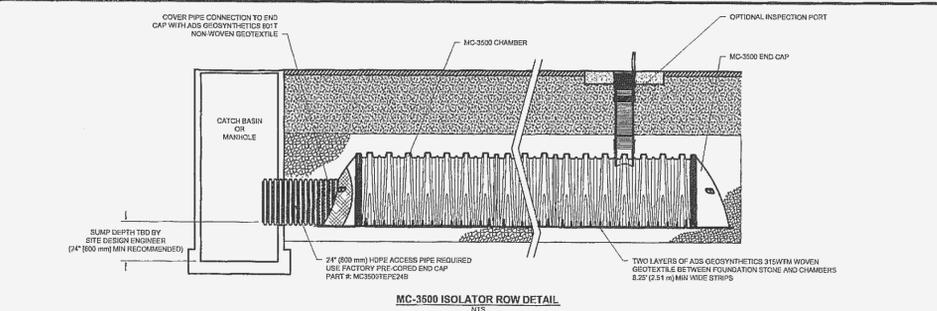 COVER PIPE CONNECTION TO END
CAP WITH ADS GEOSYNTHETICS 601T
NON-WOVEN GEOTEXTILE
MC-3500 CHAMBER
OPTIONAL INSPECTION PORT
MC-3500 END CAP
CATCH BASIN
OR
MANHOLE
SUMP DEPTH TBD BY
SITE DESIGN ENGINEER
(24" [600 mm] MIN RECOMMENDED)
24" (600 mm) HDPE ACCESS PIPE REQUIRED
USE FACTORY PRE-CORED END CAP
PART #: MC3500TEPE24B
TWO LAYERS OF ADS GEOSYNTHETICS 315WTM WOVEN
GEOTEXTILE BETWEEN FOUNDATION STONE AND CHAMBERS
8.25' (2.51 m) MIN WIDE STRIPS
MC-3500 ISOLATOR ROW DETAIL
NTS